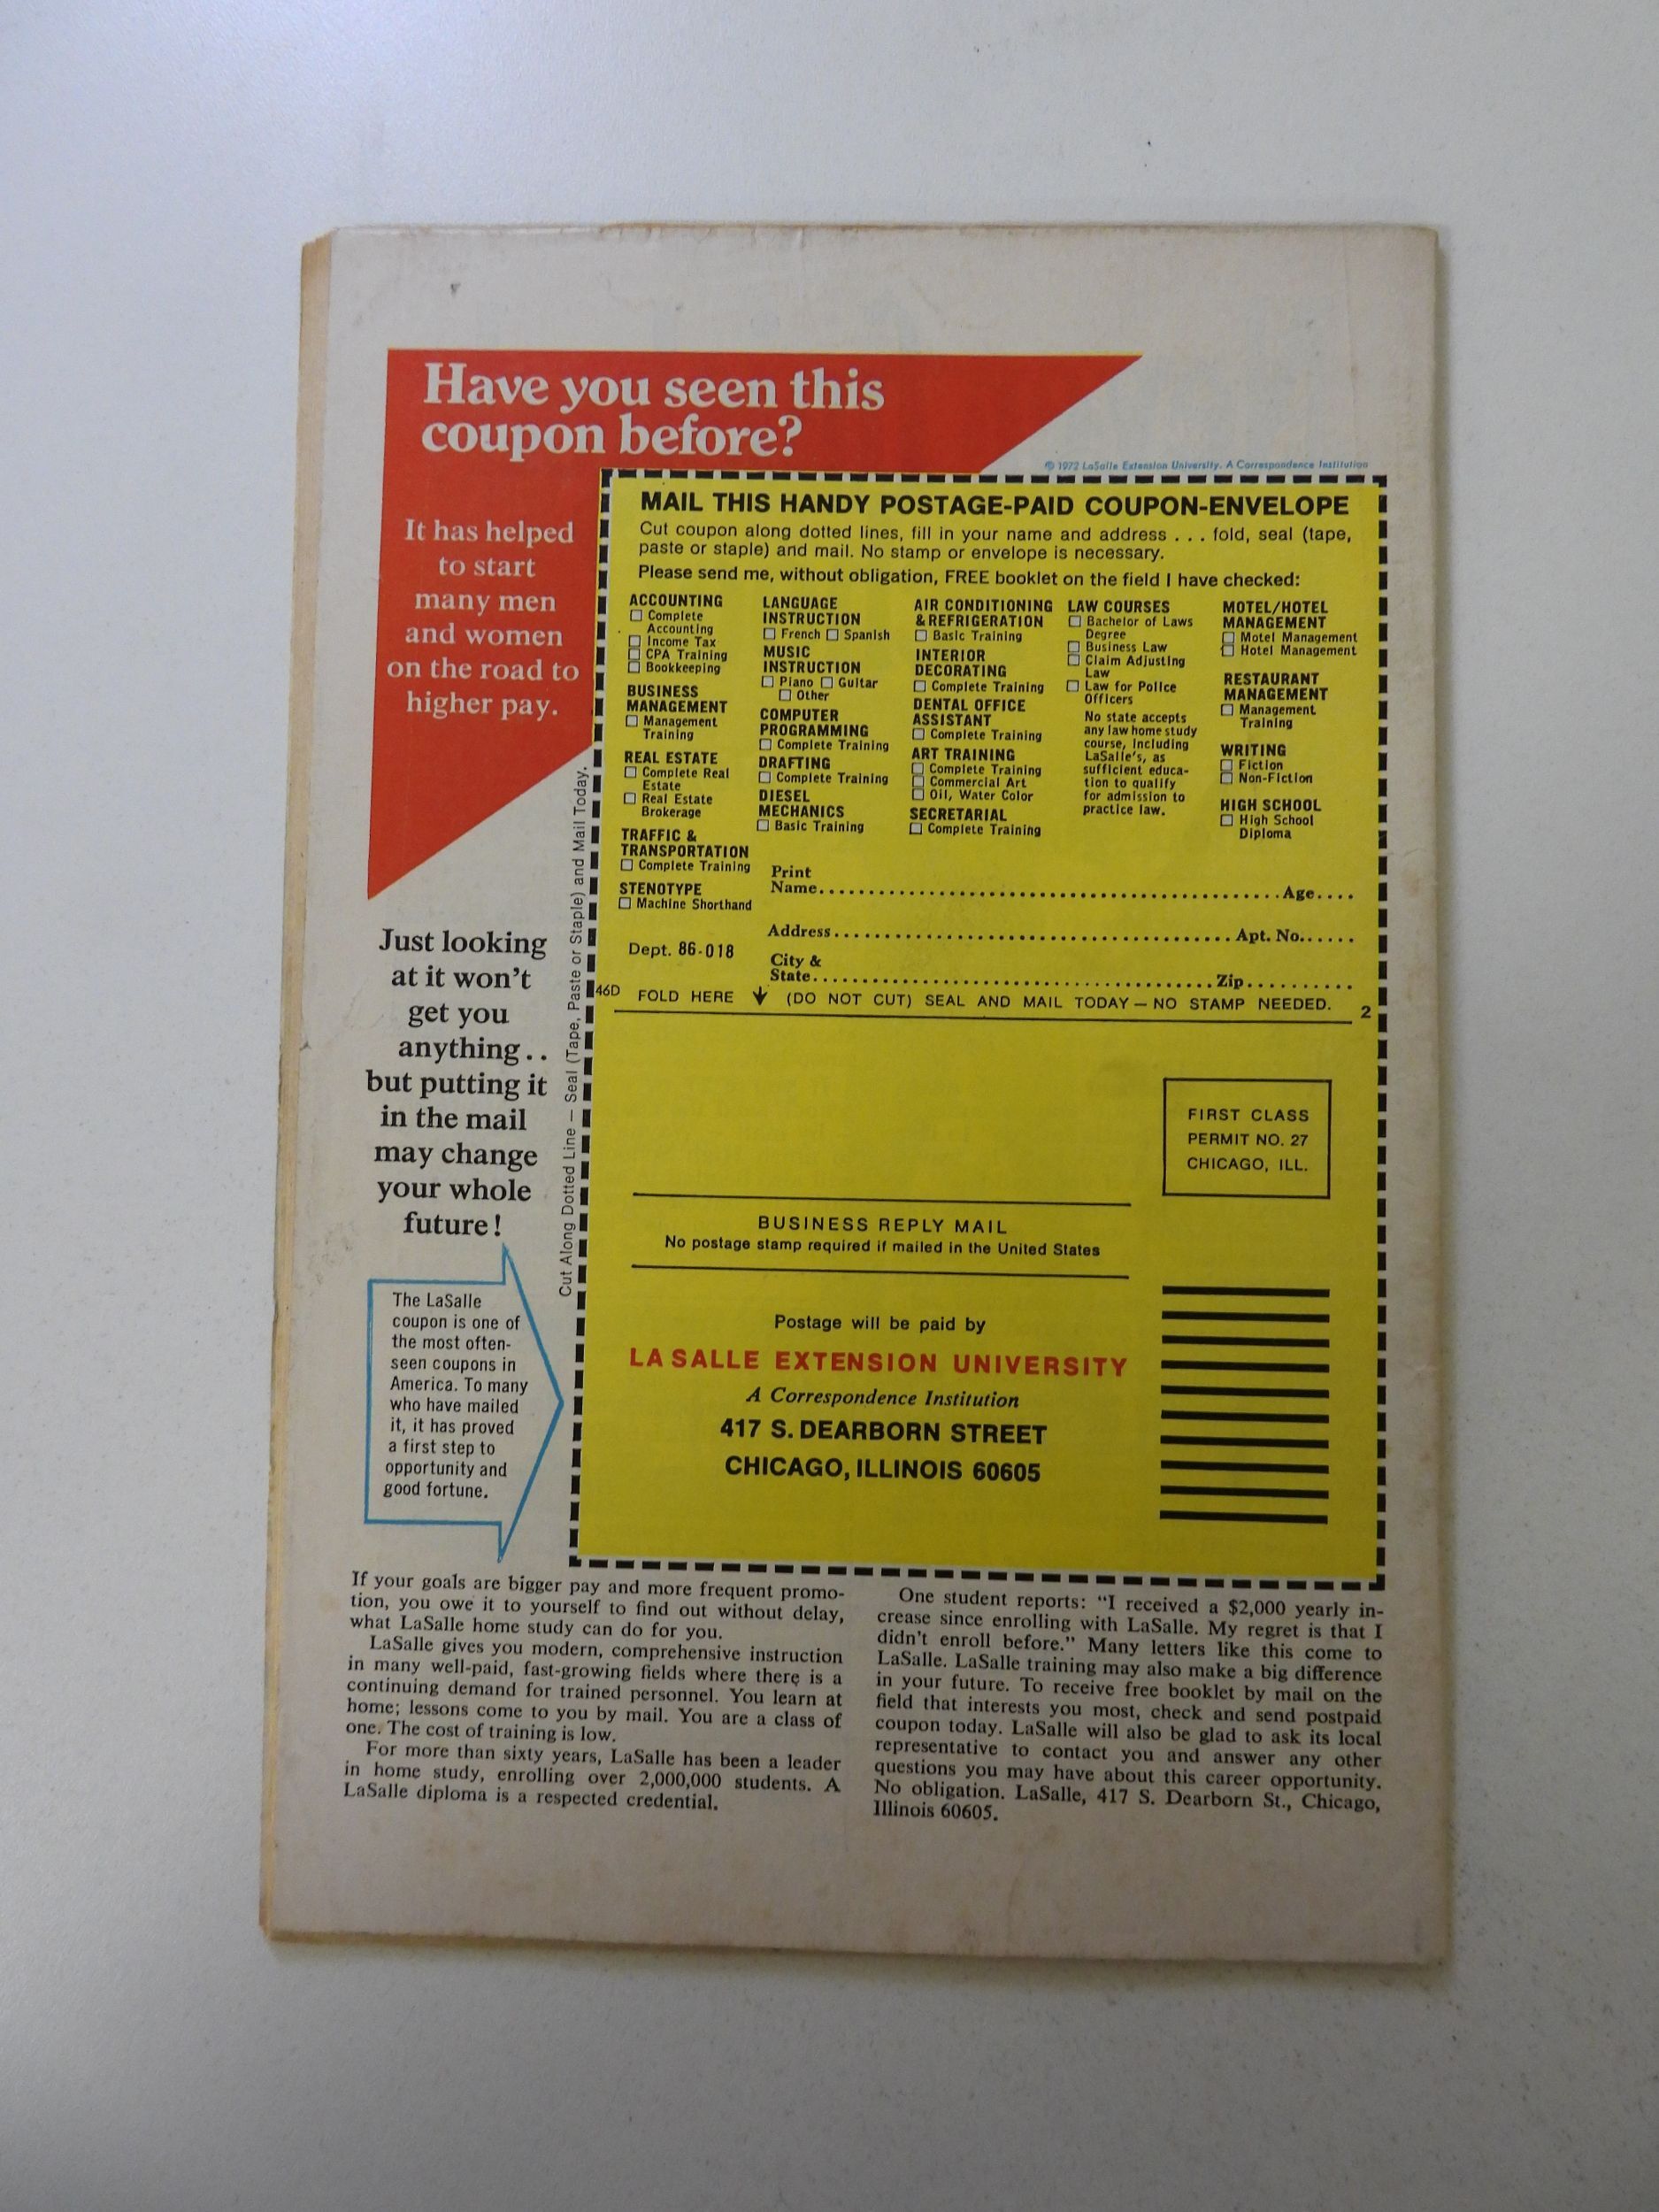 Have you seen this
coupon before?
© 1972 LaSalle Extension University. A Correspondence Institution
It has helped
to start
many men
and women
on the road to
higher pay.
Just looking
at it won't
get you
anything..
but putting it
in the mail
may change
your whole
future!
The LaSalle
coupon is one of
the most often-
seen coupons in
America. To many
who have mailed
it, it has proved
a first step to
opportunity and
good fortune.
Cut Along Dotted Line — Seal (Tape, Paste or Staple) and Mail Today.
MAIL THIS HANDY POSTAGE-PAID COUPON-ENVELOPE
Cut coupon along dotted lines, fill in your name and address . . . fold, seal (tape,
paste or staple) and mail. No stamp or envelope is necessary.
Please send me, without obligation, FREE booklet on the field I have checked:
ACCOUNTING
☐ Complete
Accounting
☐ Income Tax
☐ CPA Training
☐ Bookkeeping
BUSINESS
MANAGEMENT
☐ Management
Training
REAL ESTATE
☐ Complete Real
Estate
☐ Real Estate
Brokerage
TRAFFIC &
TRANSPORTATION
☐ Complete Training
STENOTYPE
☐ Machine Shorthand
LANGUAGE
INSTRUCTION
☐ French ☐ Spanish
MUSIC
INSTRUCTION
☐ Piano ☐ Guitar
☐ Other
COMPUTER
PROGRAMMING
☐ Complete Training
DRAFTING
☐ Complete Training
DIESEL
MECHANICS
☐ Basic Training
AIR CONDITIONING
& REFRIGERATION
☐ Basic Training
INTERIOR
DECORATING
☐ Complete Training
DENTAL OFFICE
ASSISTANT
☐ Complete Training
ART TRAINING
☐ Complete Training
☐ Commercial Art
☐ Oil, Water Color
SECRETARIAL
☐ Complete Training
LAW COURSES
☐ Bachelor of Laws
Degree
☐ Business Law
☐ Claim Adjusting
Law
☐ Law for Police
Officers
No state accepts
any law home study
course, including
LaSalle's, as
sufficient educa-
tion to qualify
for admission to
practice law.
MOTEL/HOTEL
MANAGEMENT
☐ Motel Management
☐ Hotel Management
RESTAURANT
MANAGEMENT
☐ Management
Training
WRITING
☐ Fiction
☐ Non-Fiction
HIGH SCHOOL
☐ High School
Diploma
Print
Name.....Age....
Address.....Apt. No......
Dept. 86-018
City &
State.....Zip..........
46D FOLD HERE ↓ (DO NOT CUT) SEAL AND MAIL TODAY — NO STAMP NEEDED. 2
FIRST CLASS
PERMIT NO. 27
CHICAGO, ILL.
BUSINESS REPLY MAIL
No postage stamp required if mailed in the United States
Postage will be paid by
LA SALLE EXTENSION UNIVERSITY
A Correspondence Institution
417 S. DEARBORN STREET
CHICAGO, ILLINOIS 60605
If your goals are bigger pay and more frequent promo-
tion, you owe it to yourself to find out without delay,
what LaSalle home study can do for you.
LaSalle gives you modern, comprehensive instruction
in many well-paid, fast-growing fields where there is a
continuing demand for trained personnel. You learn at
home; lessons come to you by mail. You are a class of
one. The cost of training is low.
For more than sixty years, LaSalle has been a leader
in home study, enrolling over 2,000,000 students. A
LaSalle diploma is a respected credential.
One student reports: "I received a $2,000 yearly in-
crease since enrolling with LaSalle. My regret is that I
didn't enroll before." Many letters like this come to
LaSalle. LaSalle training may also make a big difference
in your future. To receive free booklet by mail on the
field that interests you most, check and send postpaid
coupon today. LaSalle will also be glad to ask its local
representative to contact you and answer any other
questions you may have about this career opportunity.
No obligation. LaSalle, 417 S. Dearborn St., Chicago,
Illinois 60605.